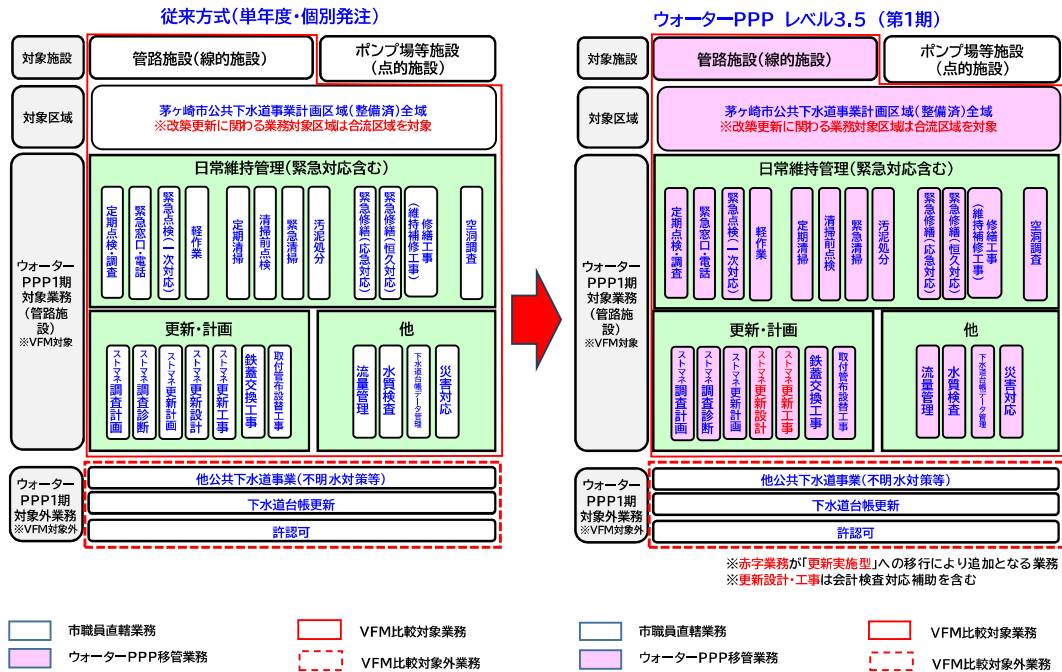 従来方式(単年度・個別発注)
対象施設
管路施設(線的施設)
ポンプ場等施設
(点的施設)
対象区域
茅ヶ崎市公共下水道事業計画区域(整備済)全域
※改築更新に関わる業務対象区域は合流区域を対象
ウォーター
PPP1期
対象業務
(管路施
設)
※VFM対象
日常維持管理(緊急対応含む)
定期点検・調査
緊急窓口・電話
緊急点検(一次対応)
軽作業
定期清掃
清掃前点検
緊急清掃
汚泥処分
緊急修繕(応急対応)
緊急修繕(恒久対応)
修繕工事
(維持補修工事)
空洞調査
更新・計画
ストマネ調査計画
ストマネ調査診断
ストマネ更新計画
ストマネ更新設計
ストマネ更新工事
鉄蓋交換工事
取付管布設替工事
他
流量管理
水質検査
下水道台帳データ管理
災害対応
ウォーター
PPP1期
対象外業務
※VFM対象外
他公共下水道事業(不明水対策等)
下水道台帳更新
許認可
市職員直轄業務
ウォーターPPP移管業務
VFM比較対象業務
VFM比較対象外業務
ウォーターPPP レベル3.5 (第1期)
対象施設
管路施設(線的施設)
ポンプ場等施設
(点的施設)
対象区域
茅ヶ崎市公共下水道事業計画区域(整備済)全域
※改築更新に関わる業務対象区域は合流区域を対象
ウォーター
PPP1期
対象業務
(管路施
設)
※VFM対象
日常維持管理(緊急対応含む)
定期点検・調査
緊急窓口・電話
緊急点検(一次対応)
軽作業
定期清掃
清掃前点検
緊急清掃
汚泥処分
緊急修繕(応急対応)
緊急修繕(恒久対応)
修繕工事
(維持補修工事)
空洞調査
更新・計画
ストマネ調査計画
ストマネ調査診断
ストマネ更新計画
ストマネ更新設計
ストマネ更新工事
鉄蓋交換工事
取付管布設替工事
他
流量管理
水質検査
下水道台帳データ管理
災害対応
ウォーター
PPP1期
対象外業務
※VFM対象外
他公共下水道事業(不明水対策等)
下水道台帳更新
許認可
※赤字業務が「更新実施型」への移行により追加となる業務
※更新設計・工事は会計検査対応補助を含む
市職員直轄業務
ウォーターPPP移管業務
VFM比較対象業務
VFM比較対象外業務